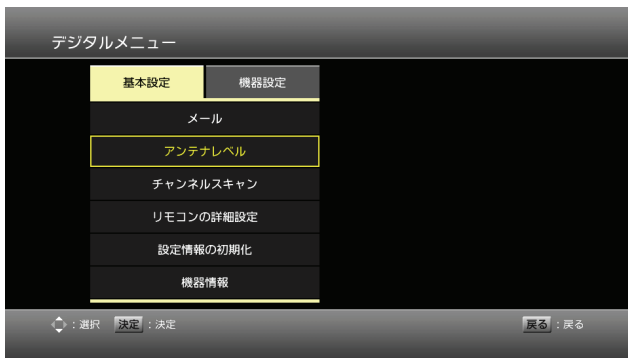 デジタルメニュー
基本設定 機器設定
メール
アンテナレベル
チャンネルスキャン
リモコンの詳細設定
設定情報の初期化
機器情報
：選択 決定：決定 戻る：戻る